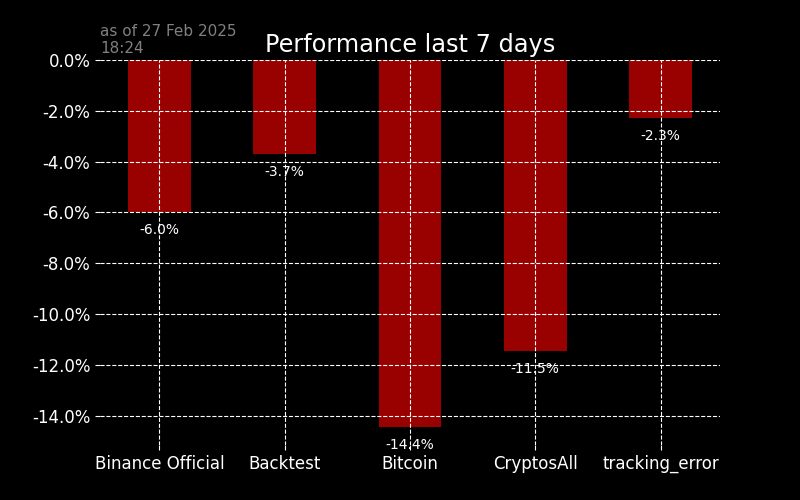 as of 27 Feb 2025
18:24
Performance last 7 days
0.0%
-2.0%
-4.0%
-6.0%
-8.0%
-10.0%
-12.0%
-14.0%
-6.0%
-3.7%
-14.4%
-11.5%
-2.3%
Binance Official
Backtest
Bitcoin
CryptosAll
tracking_error